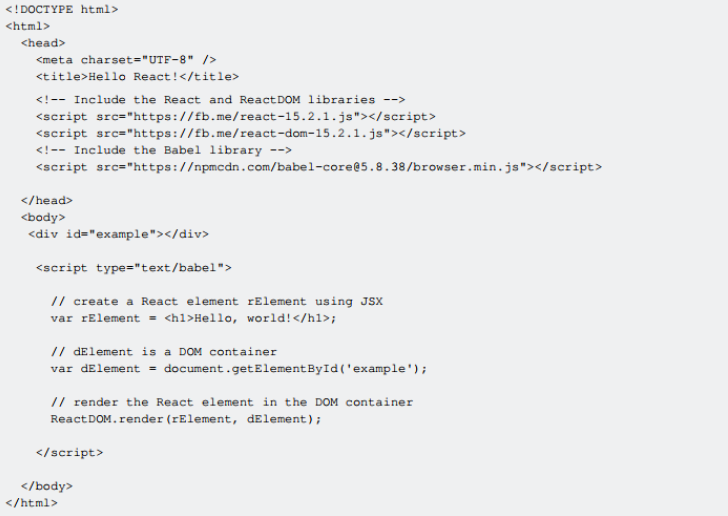 <!DOCTYPE html>
<html>
<head>
<meta charset="UTF-8" />
<title>Hello React!</title>
<!-- Include the React and ReactDOM libraries -->
<script src="https://fb.me/react-15.2.1.js"></script>
<script src="https://fb.me/react-dom-15.2.1.js"></script>
<!-- Include the Babel library -->
<script src="https://npmcdn.com/babel-core@5.8.38/browser.min.js"></script>
</head>
<body>
<div id="example"></div>
<script type="text/babel">
// create a React element rElement using JSX
var rElement = <h1>Hello, world!</h1>;
// dElement is a DOM container
var dElement = document.getElementById('example');
// render the React element in the DOM container
ReactDOM.render(rElement, dElement);
</script>
</body>
</html>